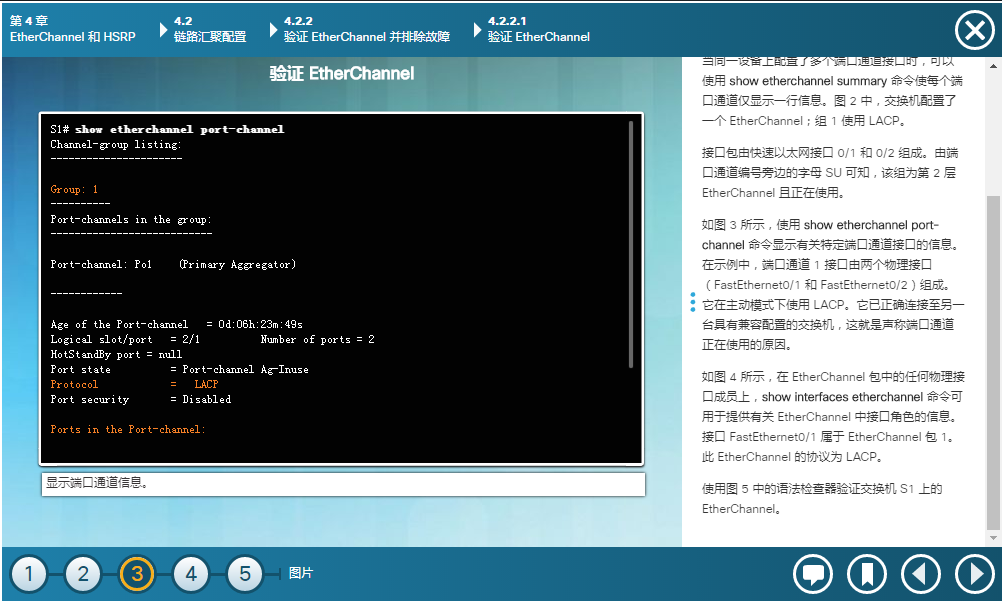 第 4 章
EtherChannel 和 HSRP
4.2
链路汇聚配置
4.2.2
验证 EtherChannel 并排除故障
4.2.2.1
验证 EtherChannel
验证 EtherChannel
S1# show etherchannel port-channel
Channel-group listing:
----------------------
Group: 1
----------
Port-channels in the group:
---------------------------
Port-channel: Po1    (Primary Aggregator)
------------
Age of the Port-channel   = 0d:06h:23m:49s
Logical slot/port   = 2/1          Number of ports = 2
HotStandBy port = null
Port state          = Port-channel Ag-Inuse
Protocol            =   LACP
Port security       = Disabled
Ports in the Port-channel:
显示端口通道信息。
当同一设备上配置了多个端口通道接口时，可以
使用 show etherchannel summary 命令使每个端
口通道仅显示一行信息。图 2 中，交换机配置了
一个 EtherChannel；组 1 使用 LACP。
接口包由快速以太网接口 0/1 和 0/2 组成。由端
口通道编号旁边的字母 SU 可知，该组为第 2 层
EtherChannel 且正在使用。
如图 3 所示，使用 show etherchannel port-
channel 命令显示有关特定端口通道接口的信息。
在示例中，端口通道 1 接口由两个物理接口
（FastEthernet0/1 和 FastEthernet0/2）组成。
它在主动模式下使用 LACP。它已正确连接至另一
台具有兼容配置的交换机，这就是声称端口通道
正在使用的原因。
如图 4 所示，在 EtherChannel 包中的任何物理接
口成员上，show interfaces etherchannel 命令可
用于提供有关 EtherChannel 中接口角色的信息。
接口 FastEthernet0/1 属于 EtherChannel 包 1。
此 EtherChannel 的协议为 LACP。
使用图 5 中的语法检查器验证交换机 S1 上的
EtherChannel。
1 2 3 4 5 图片